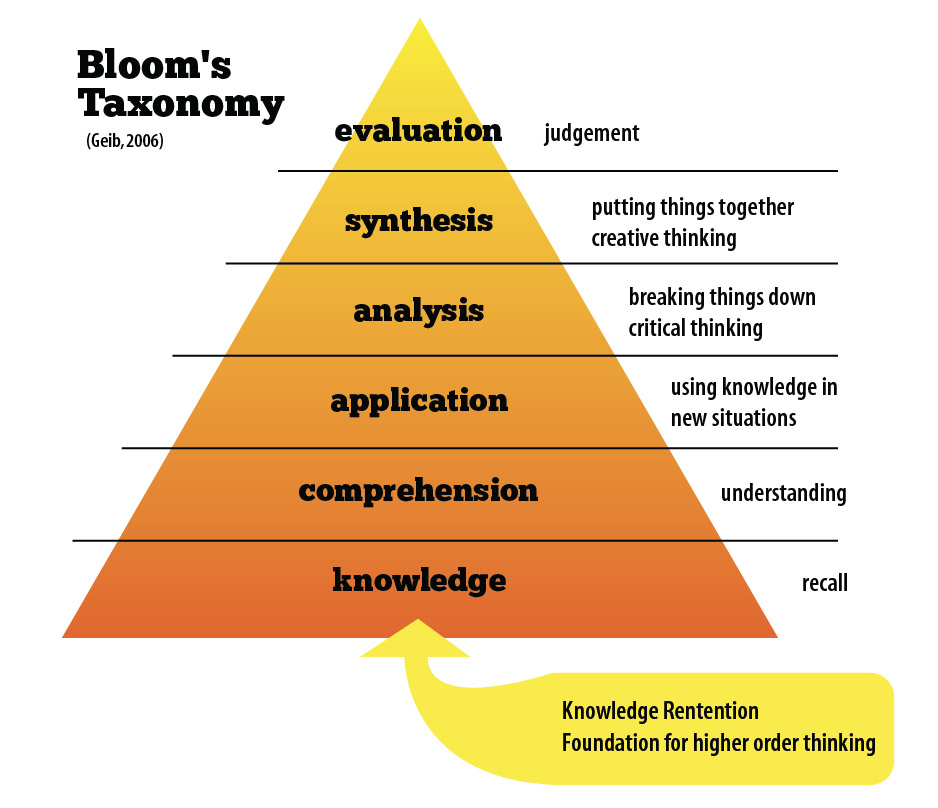 Bloom's
Taxonomy
(Geib, 2006)
evaluation
judgement
synthesis
putting things together
creative thinking
analysis
breaking things down
critical thinking
application
using knowledge in
new situations
comprehension
understanding
knowledge
recall
Knowledge Rentention
Foundation for higher order thinking